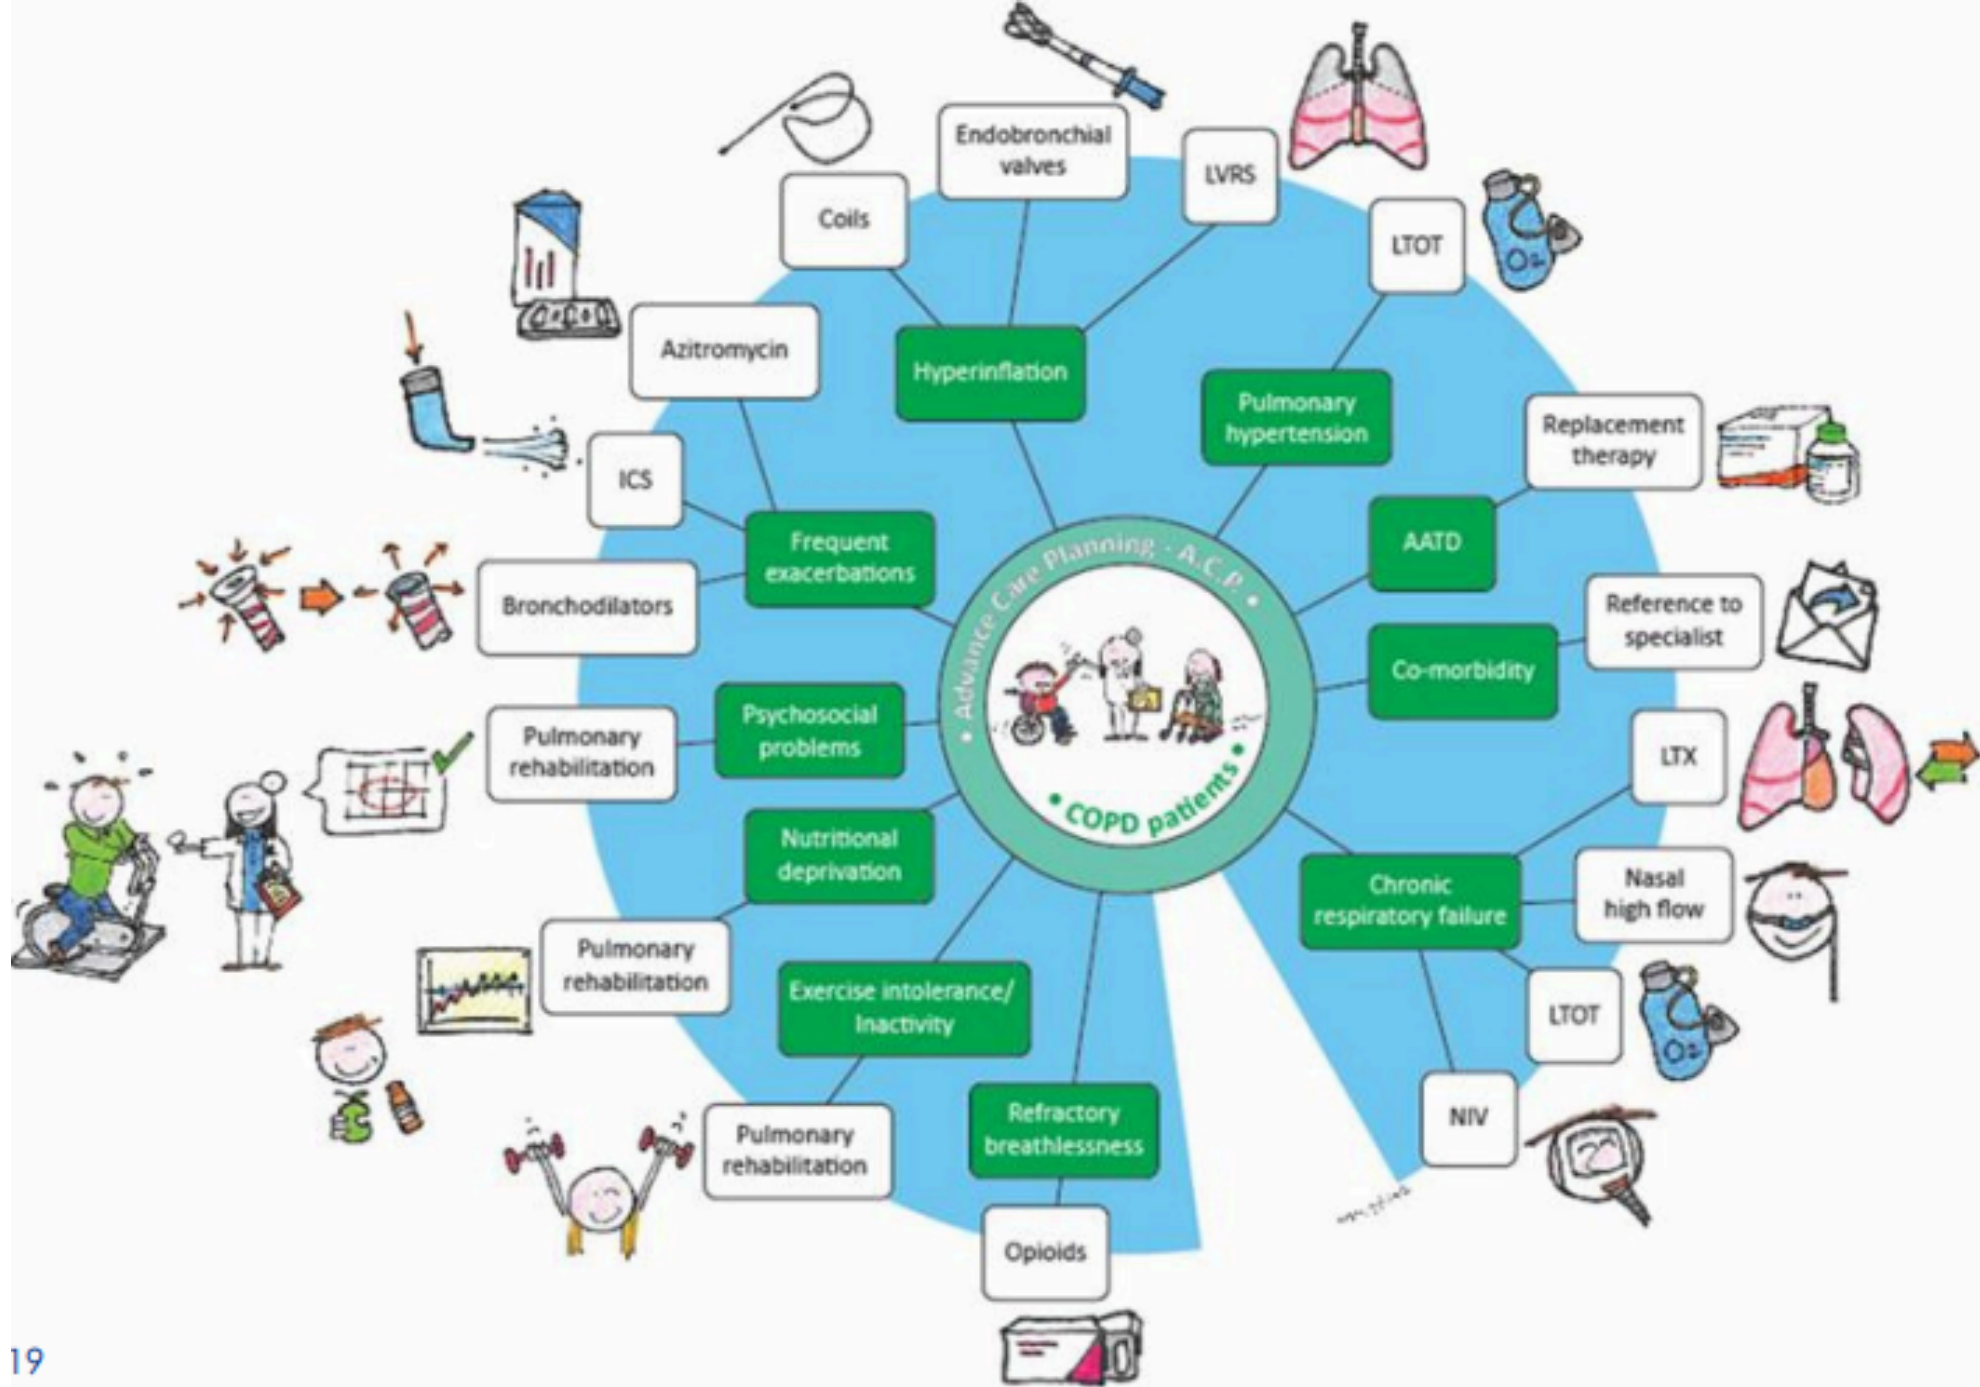 Endobronchial
valves
LVRS
Coils
LTOT
O₂
Azitromycin
Hyperinflation
Pulmonary
hypertension
Replacement
therapy
ICS
AATD
Frequent
exacerbations
Bronchodilators
Reference to
specialist
Co-morbidity
• Advance Care Planning - A.C.P. •
• COPD patients •
Psychosocial
problems
Pulmonary
rehabilitation
LTX
Nutritional
deprivation
Chronic
respiratory failure
Nasal
high flow
Pulmonary
rehabilitation
Exercise intolerance/
Inactivity
LTOT
O₂
NIV
Refractory
breathlessness
Pulmonary
rehabilitation
Opioids
19